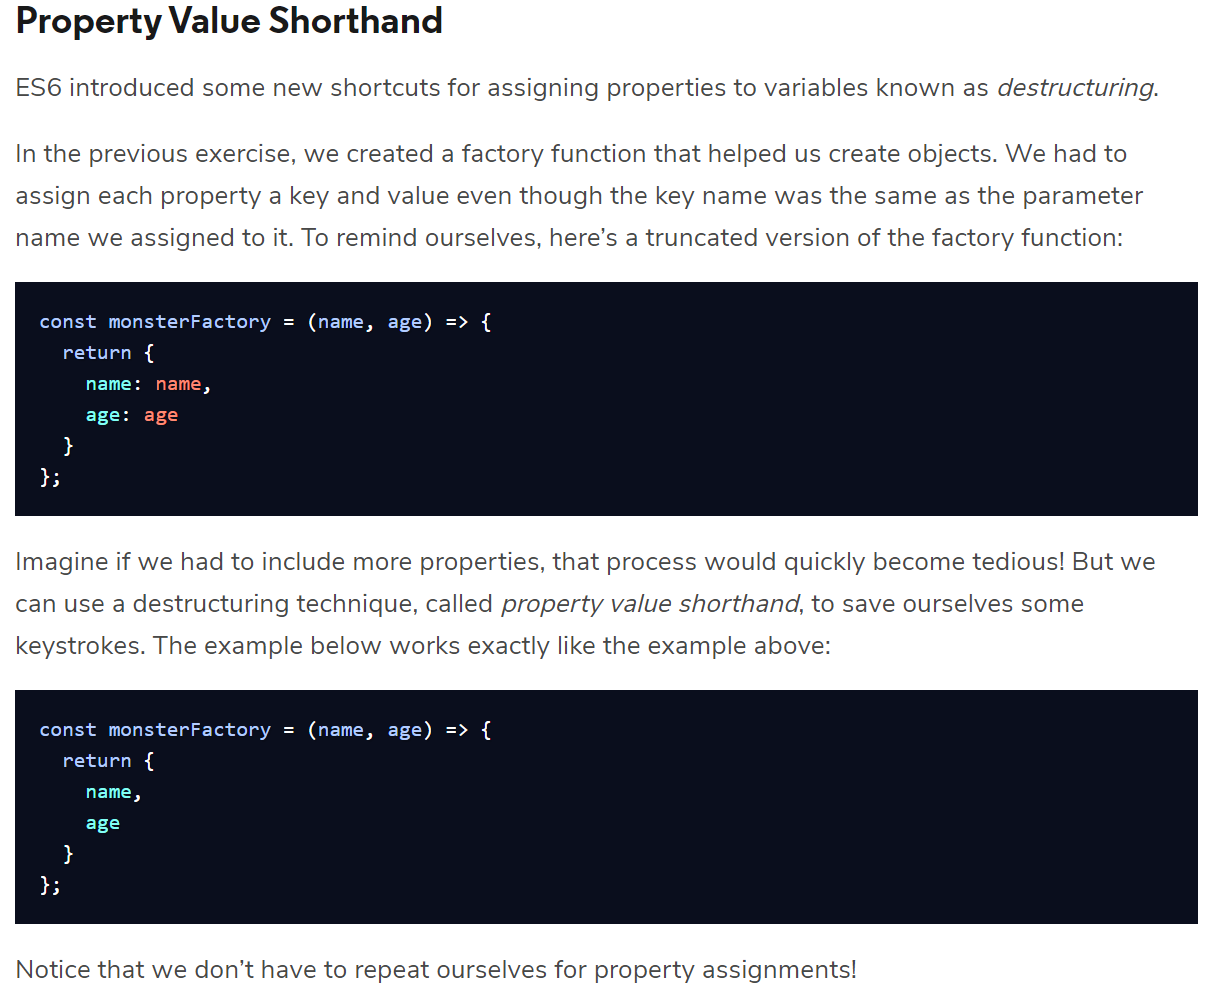 Property Value Shorthand
ES6 introduced some new shortcuts for assigning properties to variables known as destructuring.
In the previous exercise, we created a factory function that helped us create objects. We had to
assign each property a key and value even though the key name was the same as the parameter
name we assigned to it. To remind ourselves, here’s a truncated version of the factory function:
const monsterFactory = (name, age) => {
  return {
    name: name,
    age: age
  }
};
Imagine if we had to include more properties, that process would quickly become tedious! But we
can use a destructuring technique, called property value shorthand, to save ourselves some
keystrokes. The example below works exactly like the example above:
const monsterFactory = (name, age) => {
  return {
    name,
    age
  }
};
Notice that we don’t have to repeat ourselves for property assignments!